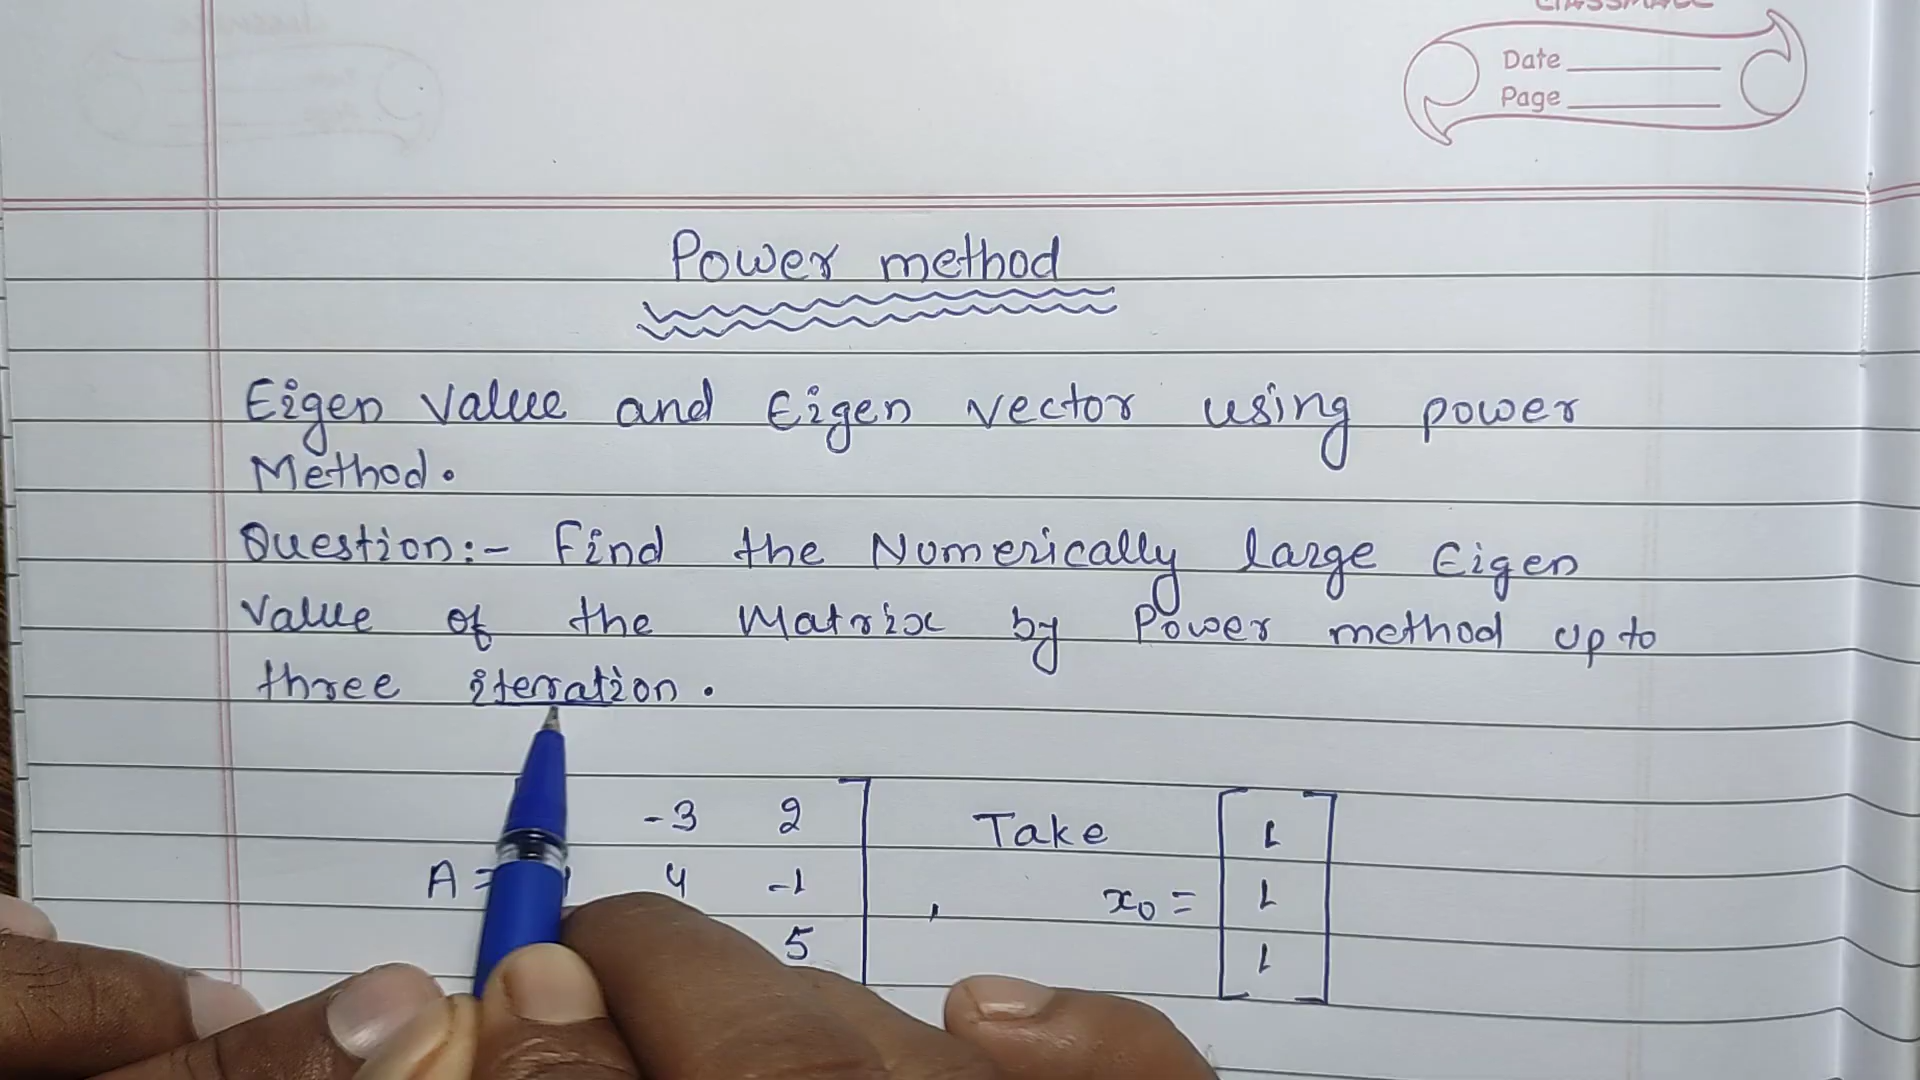 Date
Page
Power method
Eigen value and Eigen vector using power
Method.
Question:- Find the Numerically large Eigen
Value of the Matrix by Power method up to
three iteration.
-3 2
A = 4 -1
5
, Take
x0 = [1 1 1]